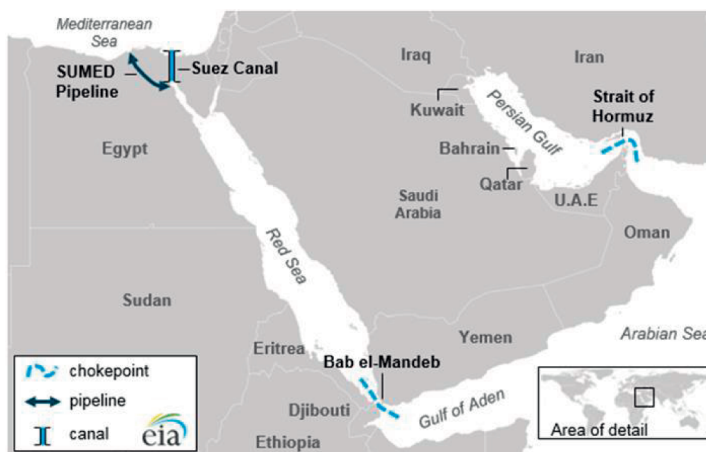 Mediterranean
Sea
SUMED
Pipeline
Suez Canal
Iraq
Iran
Kuwait
Strait of
Hormuz
Persian Gulf
Egypt
Bahrain
Qatar
Saudi
Arabia
U.A.E
Oman
Red Sea
Sudan
Yemen
Arabian Sea
Eritrea
Bab el-Mandeb
Djibouti
Gulf of Aden
Ethiopia
chokepoint
pipeline
canal
eia
Area of detail